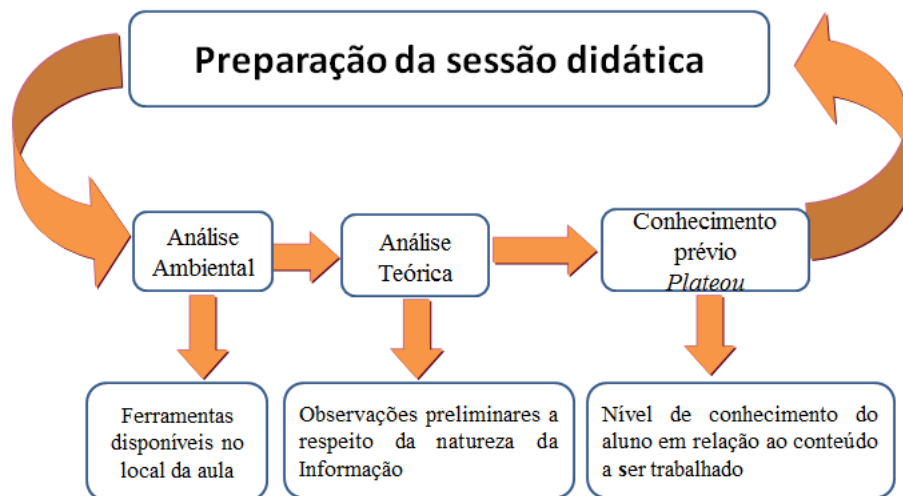 Preparação da sessão didática
Análise
Ambiental
Análise
Teórica
Conhecimento
prévio
Plateou
Ferramentas
disponíveis no
local da aula
Observações preliminares a
respeito da natureza da
Informação
Nível de conhecimento do
aluno em relação ao conteúdo
a ser trabalhado